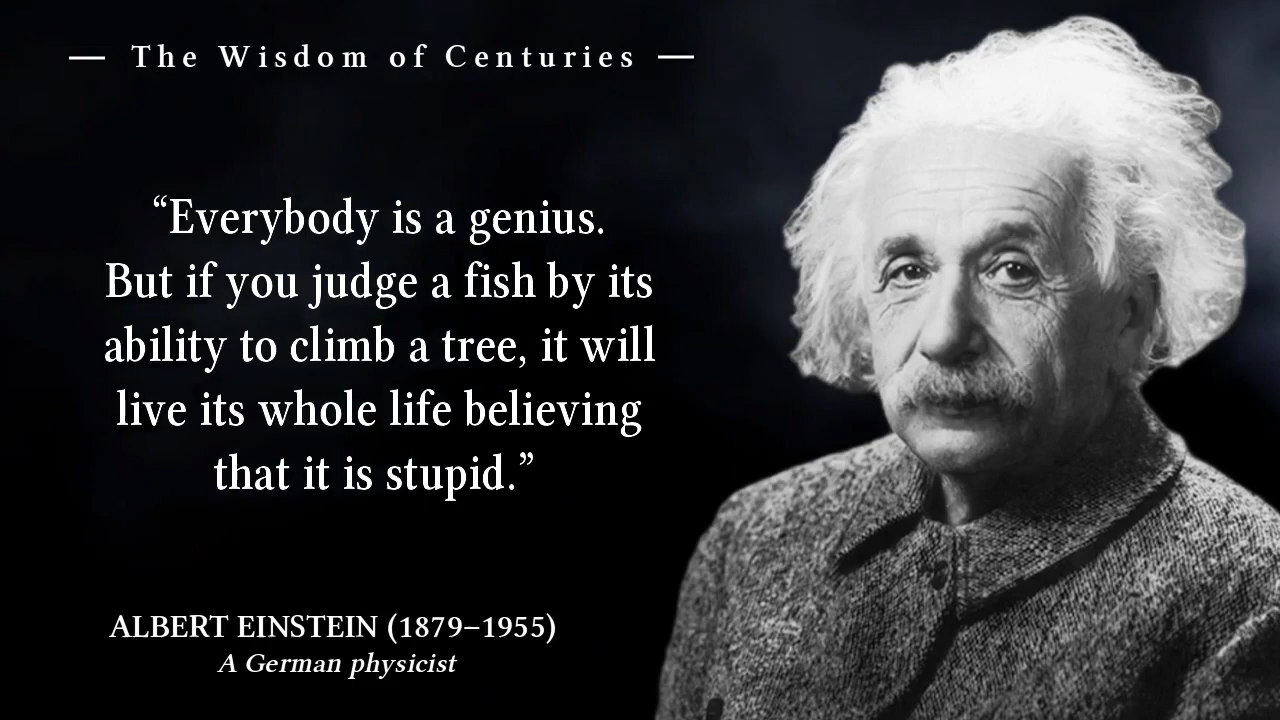 — The Wisdom of Centuries —
“Everybody is a genius.
But if you judge a fish by its
ability to climb a tree, it will
live its whole life believing
that it is stupid.”
ALBERT EINSTEIN (1879–1955)
A German physicist